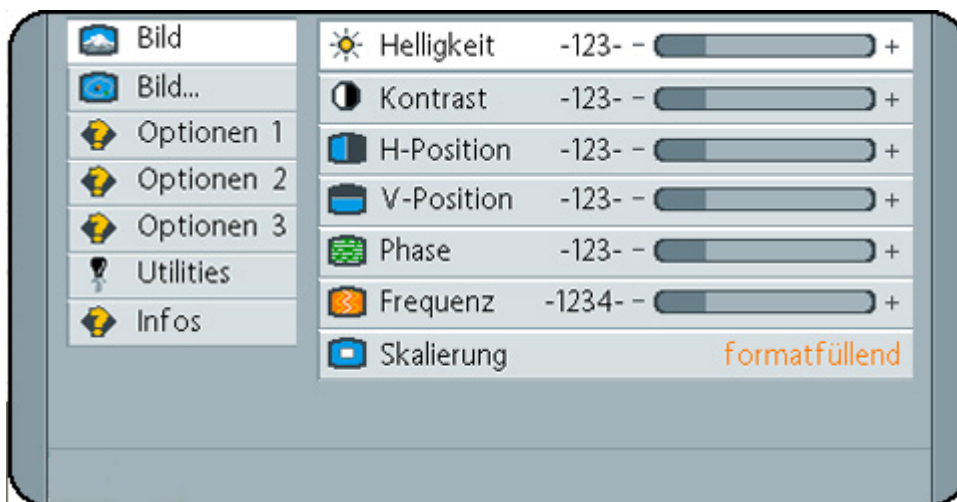 Bild
Bild...
Optionen 1
Optionen 2
Optionen 3
Utilities
Infos
Helligkeit -123- - +
Kontrast -123- - +
H-Position -123- - +
V-Position -123- - +
Phase -123- - +
Frequenz -1234- - +
Skalierung formatfüllend